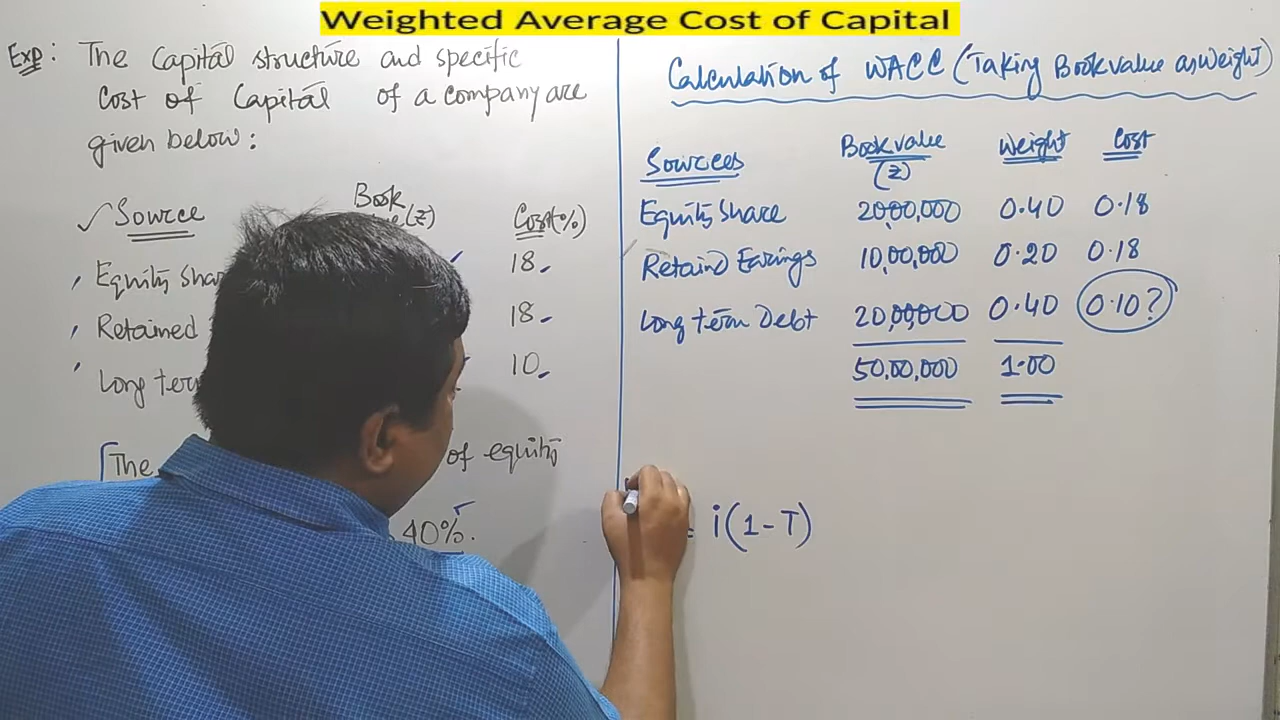 Weighted Average Cost of Capital
Exp: The Capital structure and specific
Cost of Capital of a company are
given below:
✓ Source
Book
(₹)
Cost(%)
Equity Shar
18
Retained
18
Long ter
10
The of equity
40%.
Calculation of WACC (Taking Book value as weight)
Sources Book value Weight Cost
(₹)
Equity Share 20,00,000 0.40 0.18
Retaind Earings 10,00,000 0.20 0.18
Long term Debt 20,00,000 0.40 0.10?
50,00,000 1.00
= i(1-T)